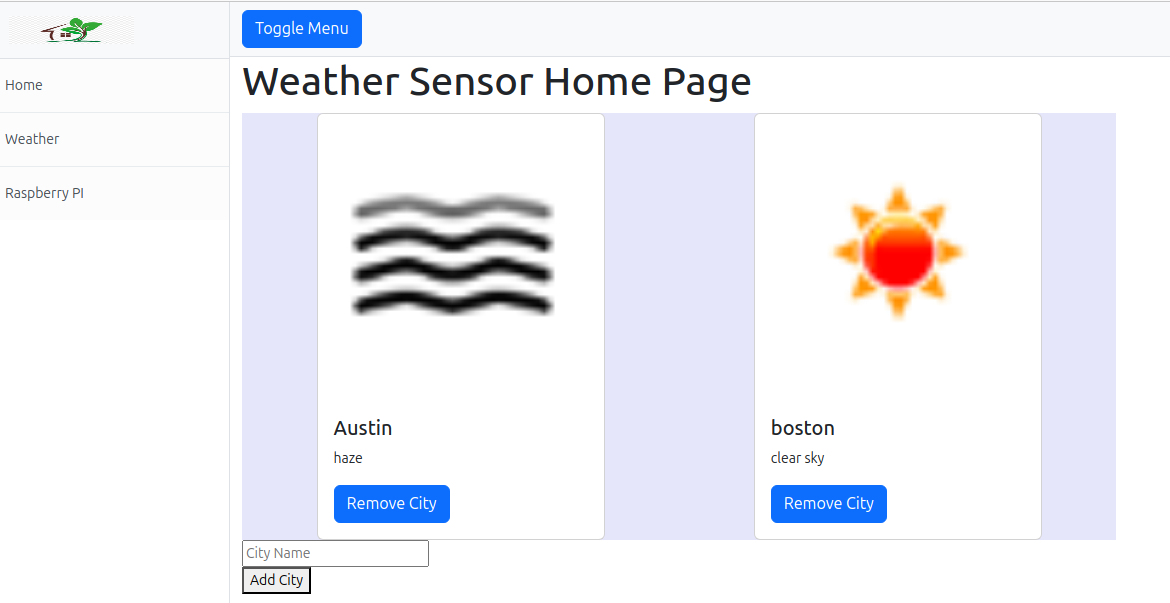 Toggle Menu
Weather Sensor Home Page
Home
Weather
Raspberry PI
Austin
haze
Remove City
boston
clear sky
Remove City
City Name
Add City